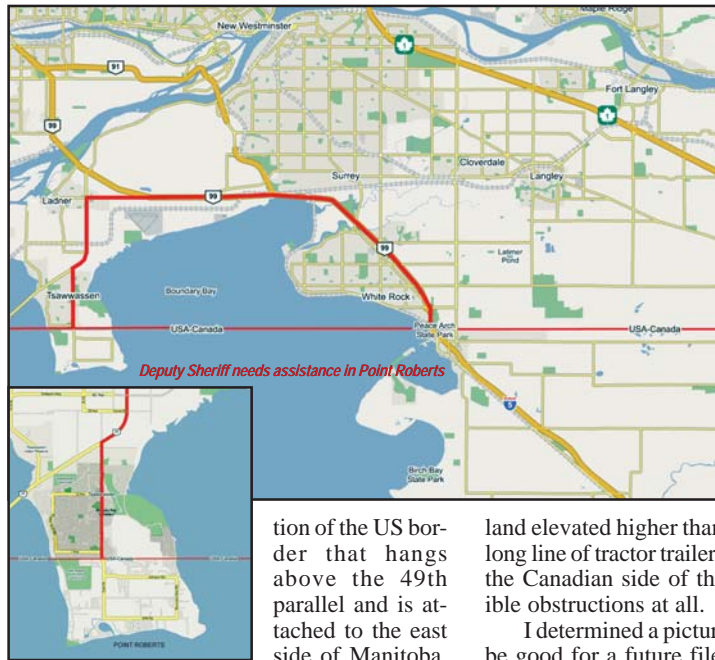 Maple Ridge
New Westminster
1
91
Fort Langley
99
1
Cloverdale
Surrey
Langley
99
Ladner
99
Latimer
Pond
Boundary Bay
Tsawwassen
White Rock
USA-Canada
Peace Arch
State Park
USA-Canada
Deputy Sheriff needs assistance in Point Roberts
5
Birch Bay
State Park
Tsawwassen
USA-Canada
POINT ROBERTS
tion of the US bor-
der that hangs
above the 49th
parallel and is at-
tached to the east
side of Manitoba.
land elevated higher than
long line of tractor trailer
the Canadian side of th
ible obstructions at all.
I determined a pictur
be good for a future file